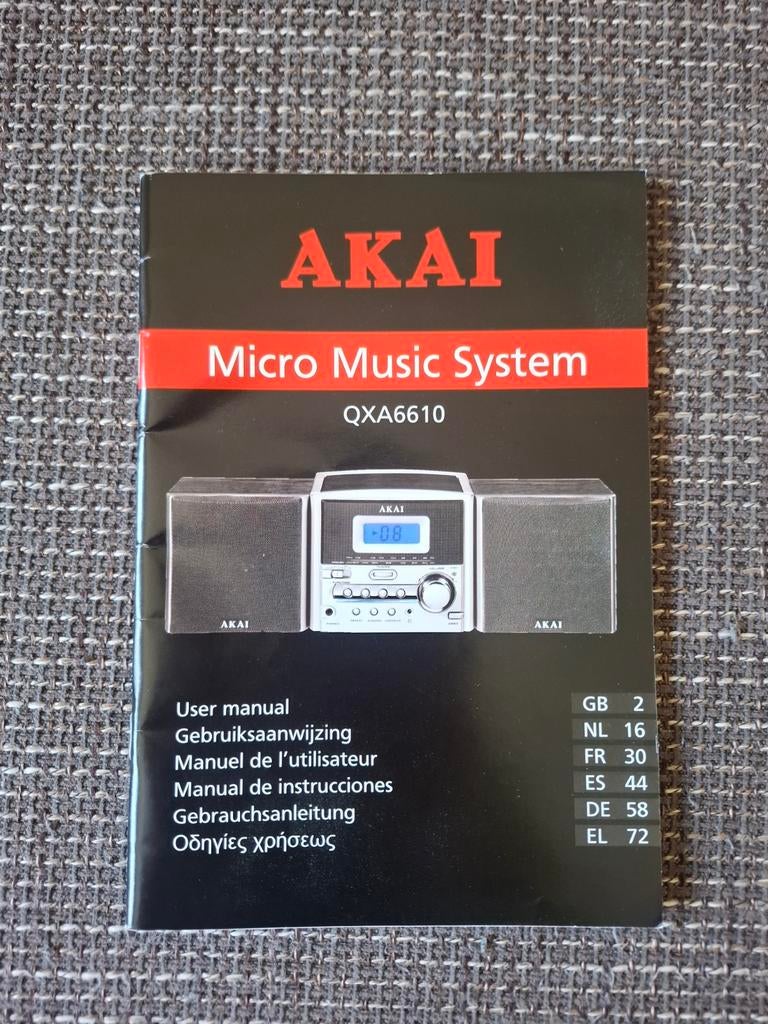 AKAI
Micro Music System
QXA6610
AKAI
08
AKAI
AKAI
User manual GB 2
Gebruiksaanwijzing NL 16
Manuel de l'utilisateur FR 30
Manual de instrucciones ES 44
Gebrauchsanleitung DE 58
Οδηγίες χρήσεως EL 72